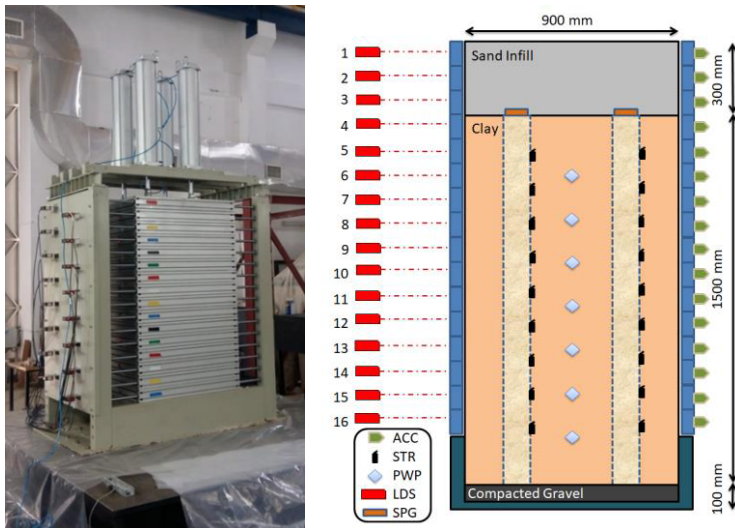 900 mm
Sand Infill
300 mm
Clay
1500 mm
1
2
3
4
5
6
7
8
9
10
11
12
13
14
15
16
ACC
STR
PWP
LDS
SPG
Compacted Gravel
100 mm